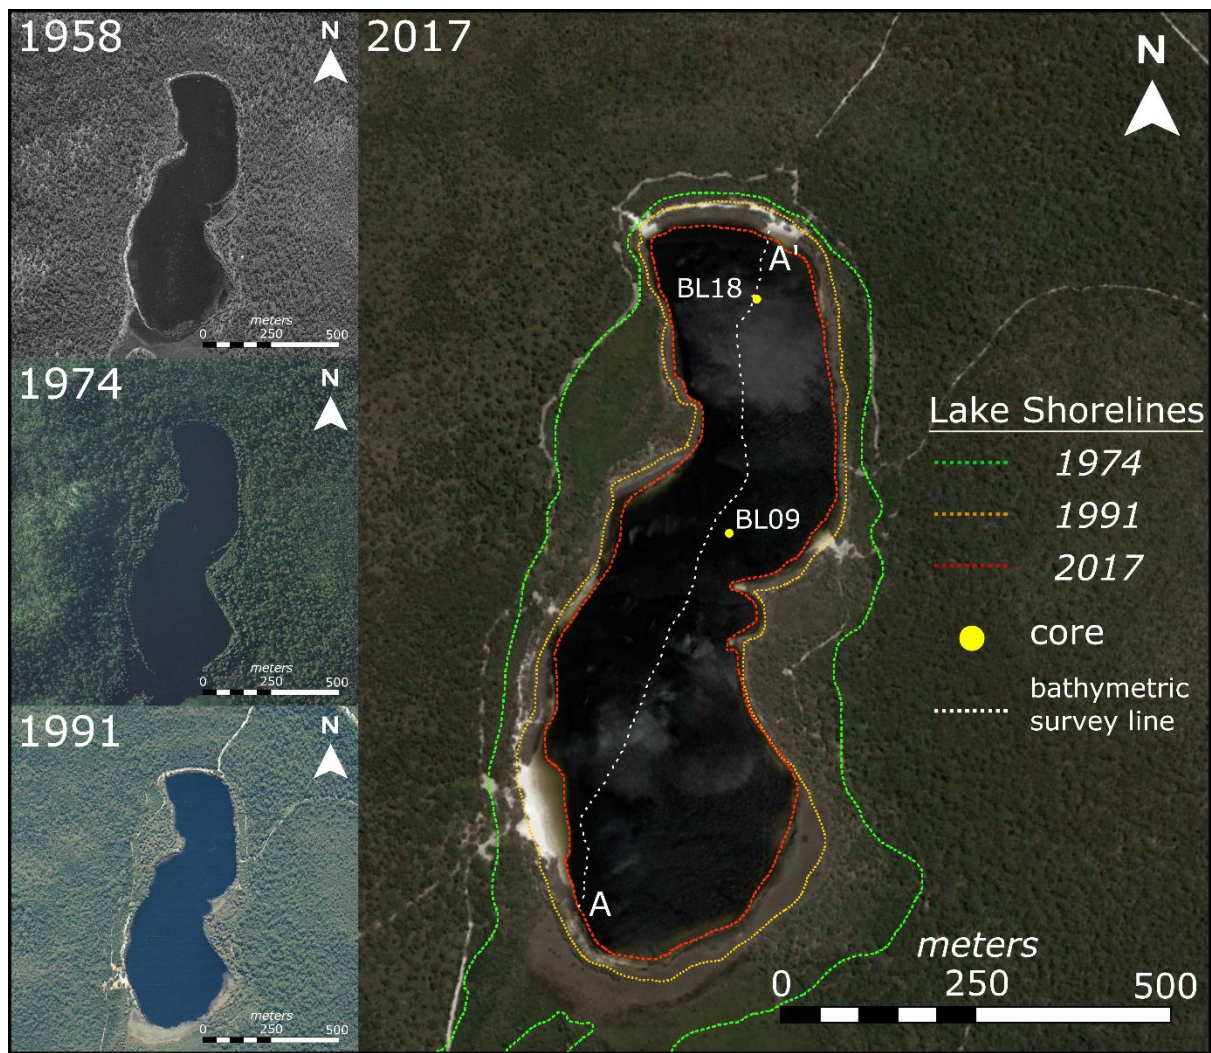 1958
N
meters
0 250 500
1974
N
meters
0 250 500
1991
N
meters
0 250 500
2017
N
A'
BL18
BL09
A
Lake Shorelines
1974
1991
2017
core
bathymetric
survey line
meters
0 250 500